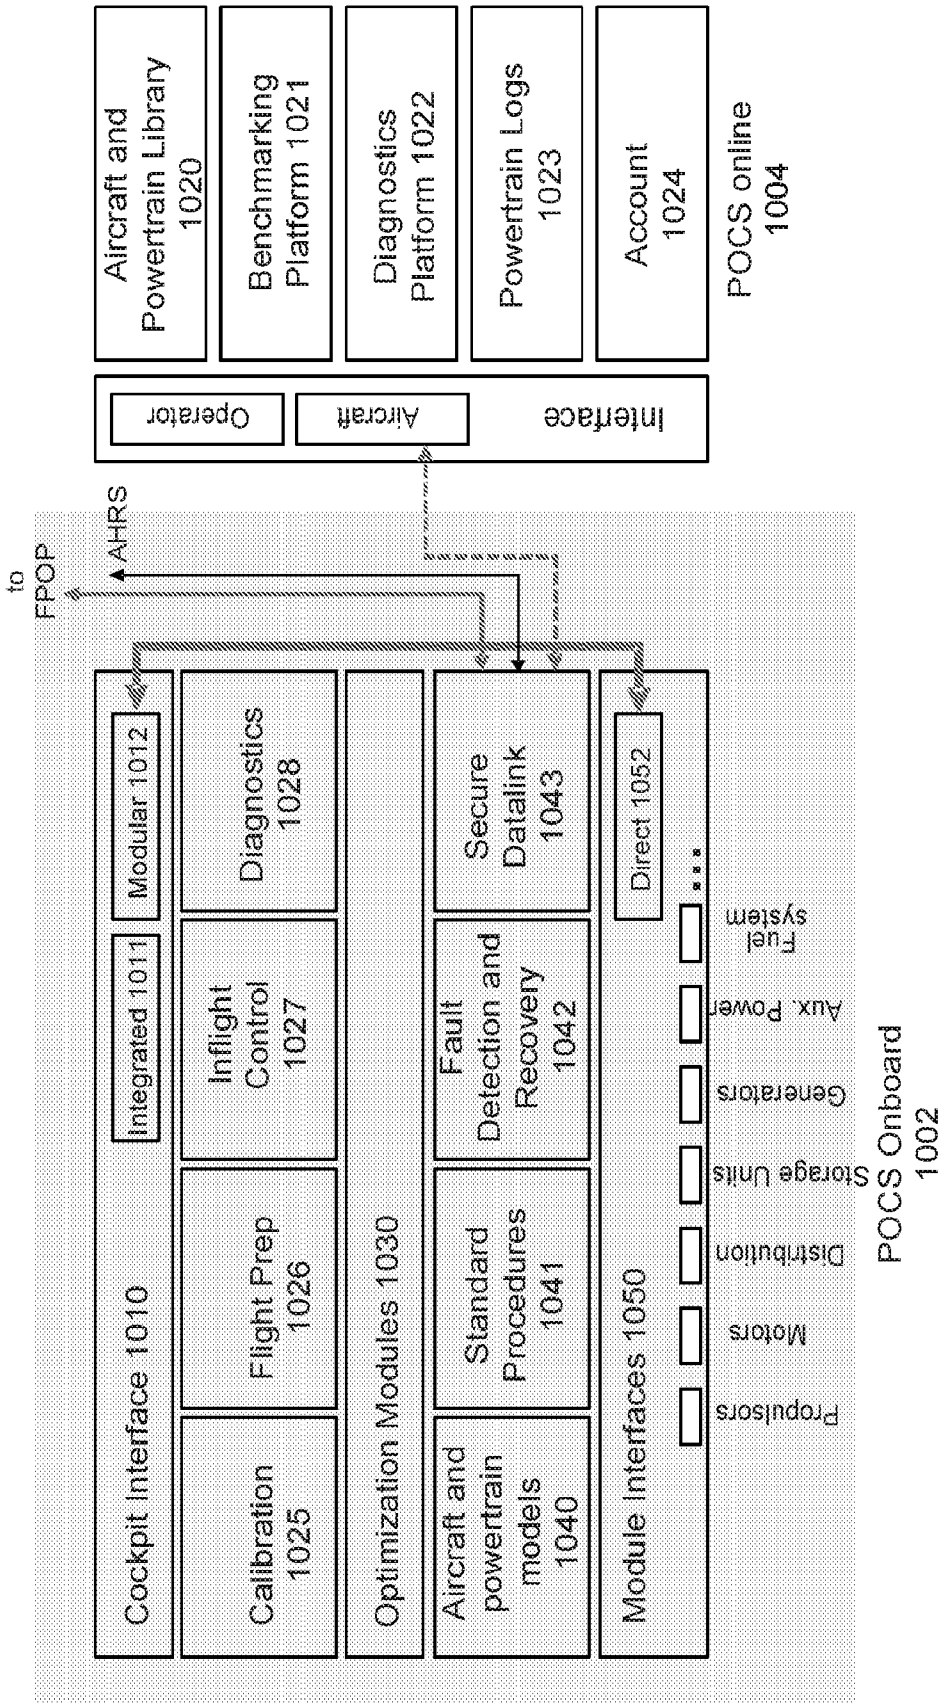 to
FPOP
AHRS
Cockpit Interface 1010
Integrated 1011
Modular 1012
Calibration
1025
Flight Prep
1026
Inflight
Control
1027
Diagnostics
1028
Optimization Modules 1030
Aircraft and
powertrain
models
1040
Standard
Procedures
1041
Fault
Detection and
Recovery
1042
Secure
Datalink
1043
Module Interfaces 1050
Direct 1052
Propulsors
Motors
Distribution
Storage Units
Generators
Aux. Power
Fuel
system
...
POCS Onboard
1002
Operator
Aircraft
Interface
Aircraft and
Powertrain Library
1020
Benchmarking
Platform 1021
Diagnostics
Platform 1022
Powertrain Logs
1023
Account
1024
POCS online
1004